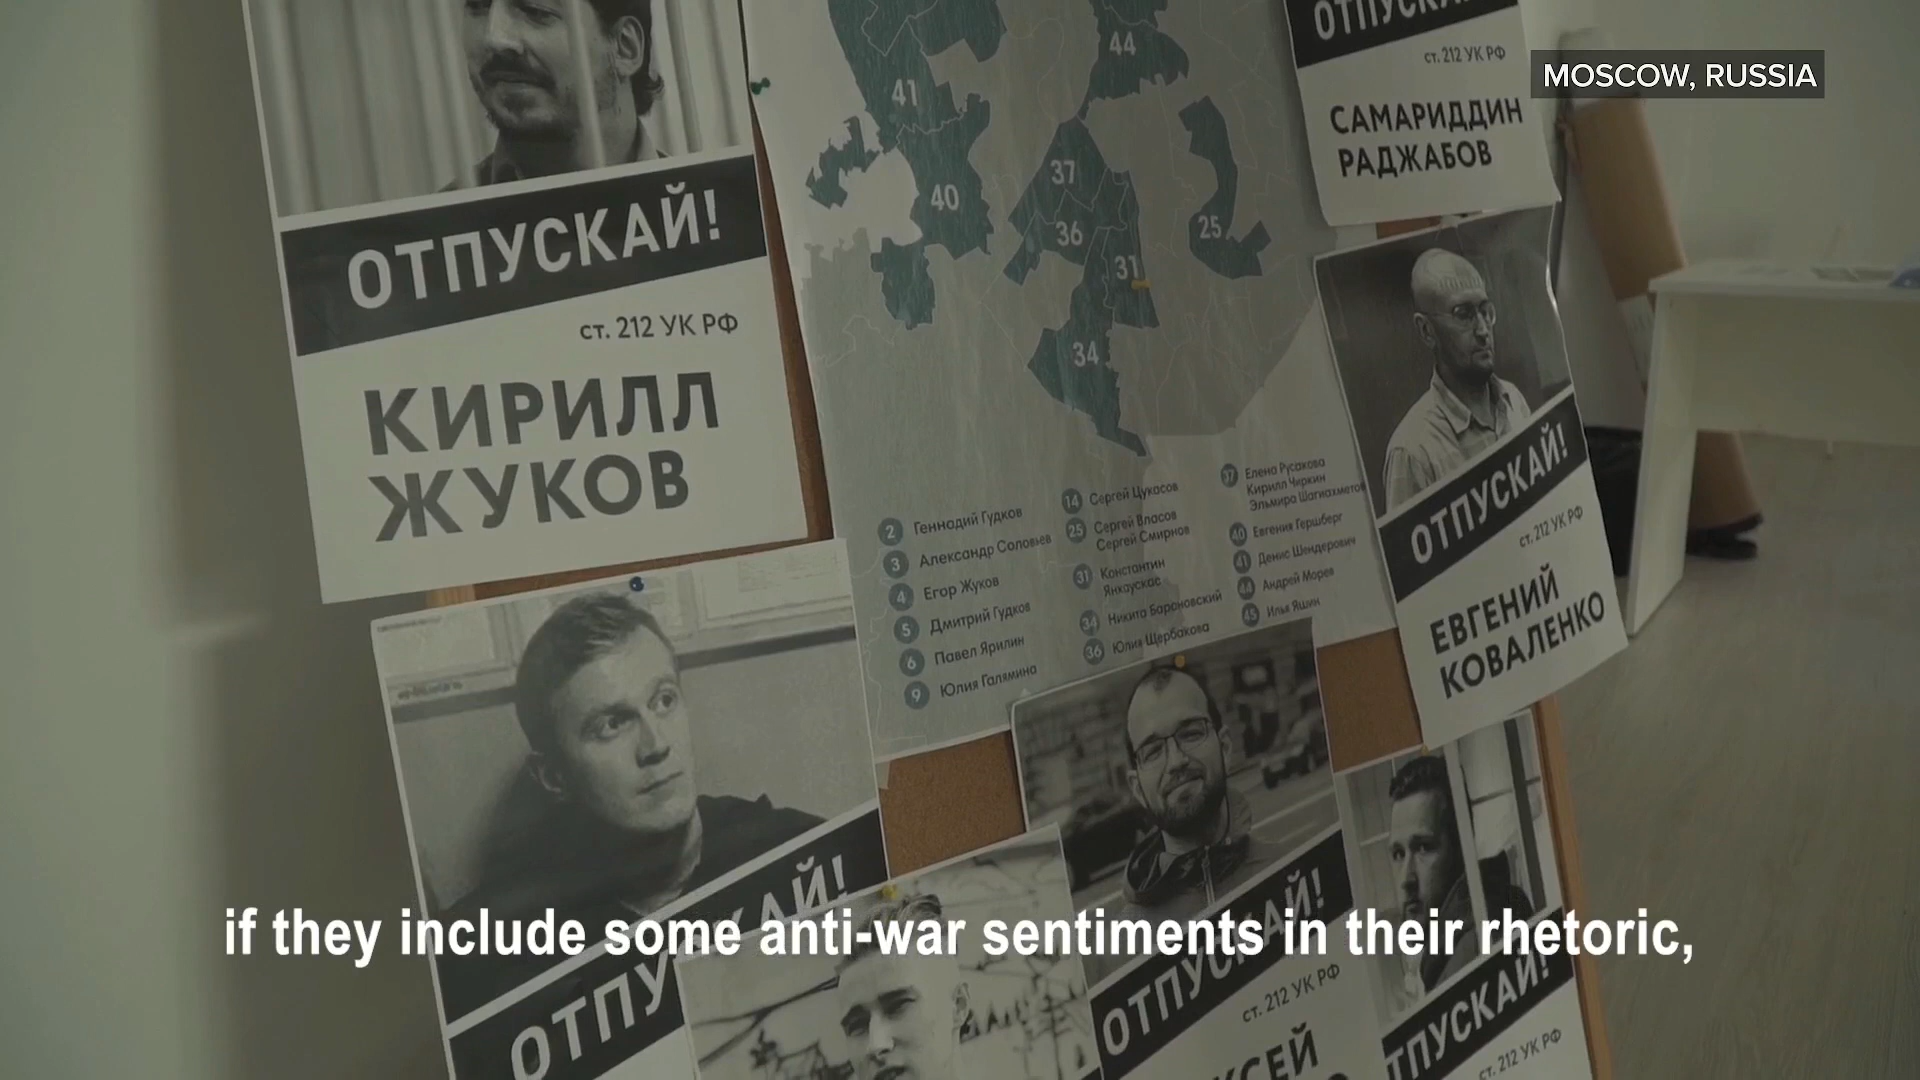 MOSCOW, RUSSIA
ОТПУСКАЙ!
ст. 212 УК РФ
КИРИЛЛ
ЖУКОВ
41
44
40
37
36
31
25
34
ст. 212 УК РФ
САМАРИДДИН
РАДЖАБОВ
2 Геннадий Гудков
3 Александр Соловьев
4 Егор Жуков
5 Дмитрий Гудков
6 Павел Ярилин
9 Юлия Галямина
14 Сергей Цукасов
25 Сергей Власов
Сергей Смирнов
31 Константин
Янкаускас
34 Никита Барановский
36 Юлия Щербакова
37 Елена Русакова
Кирилл Чиркин
Эльмира Шагиахметов
40 Евгения Гершберг
41 Денис Шендерович
44 Андрей Морев
45 Илья Яшин
ОТПУСКАЙ!
ст. 212 УК РФ
ЕВГЕНИЙ
КОВАЛЕНКО
ОТПУСКАЙ!
ст. 212 УК РФ
ст. 212 УК РФ
if they include some anti-war sentiments in their rhetoric,